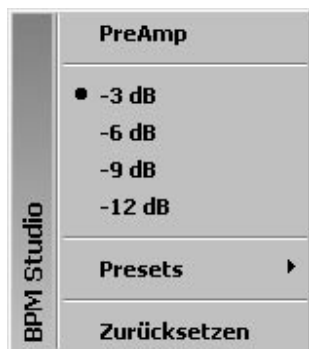 PreAmp
-3 dB
-6 dB
-9 dB
-12 dB
Presets
Zurücksetzen
BPM Studio